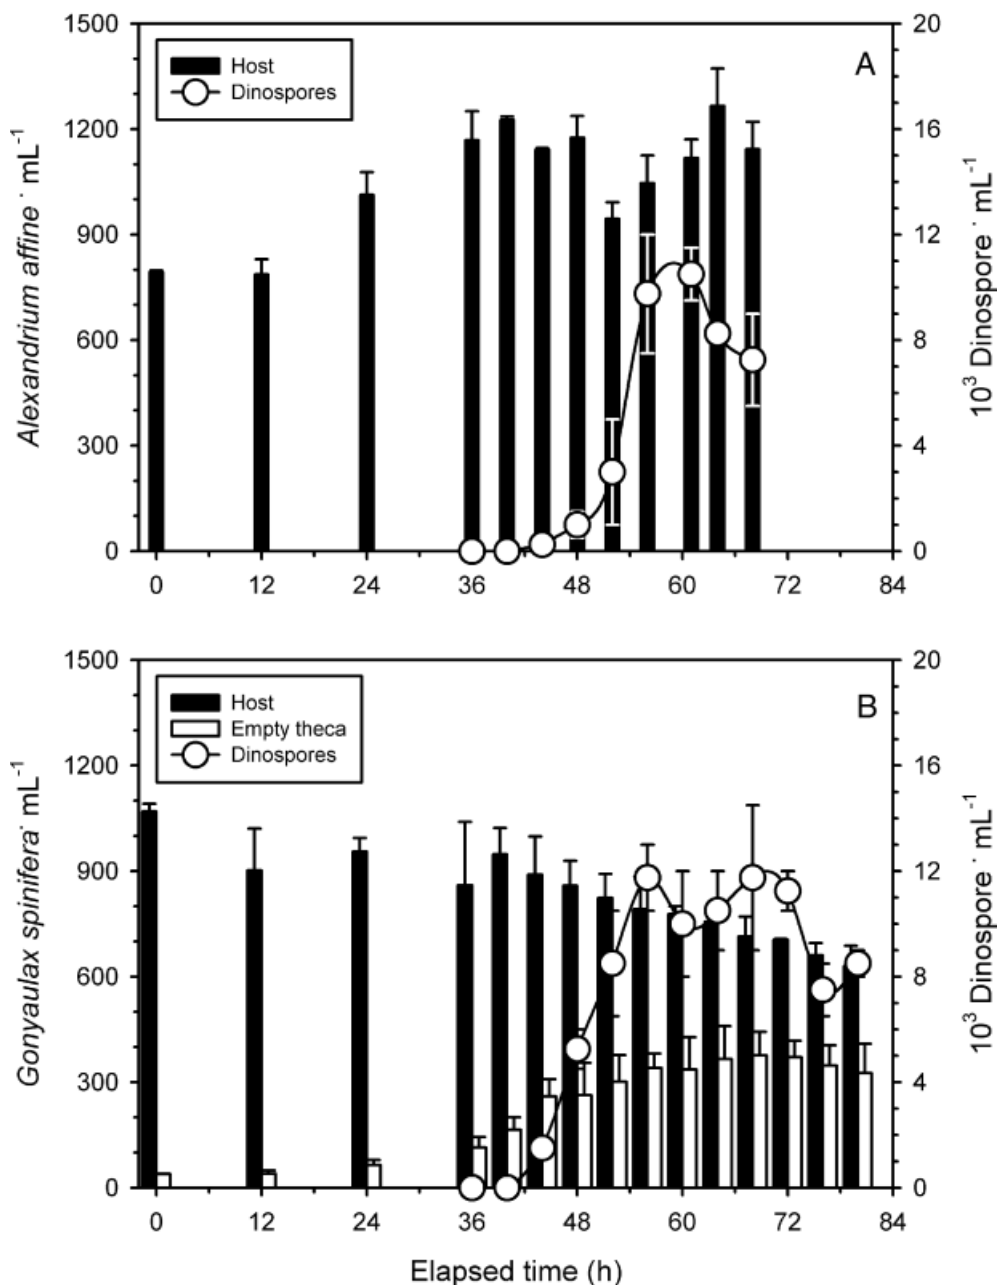 A
Host
Dinospores
1500
1200
900
600
300
0
20
16
12
8
4
0
0 12 24 36 48 60 72 84
Alexandrium affine · mL⁻¹
10³ Dinospore · mL⁻¹
B
Host
Empty theca
Dinospores
1500
1200
900
600
300
0
20
16
12
8
4
0
0 12 24 36 48 60 72 84
Gonyaulax spinifera· mL⁻¹
10³ Dinospore · mL⁻¹
Elapsed time (h)